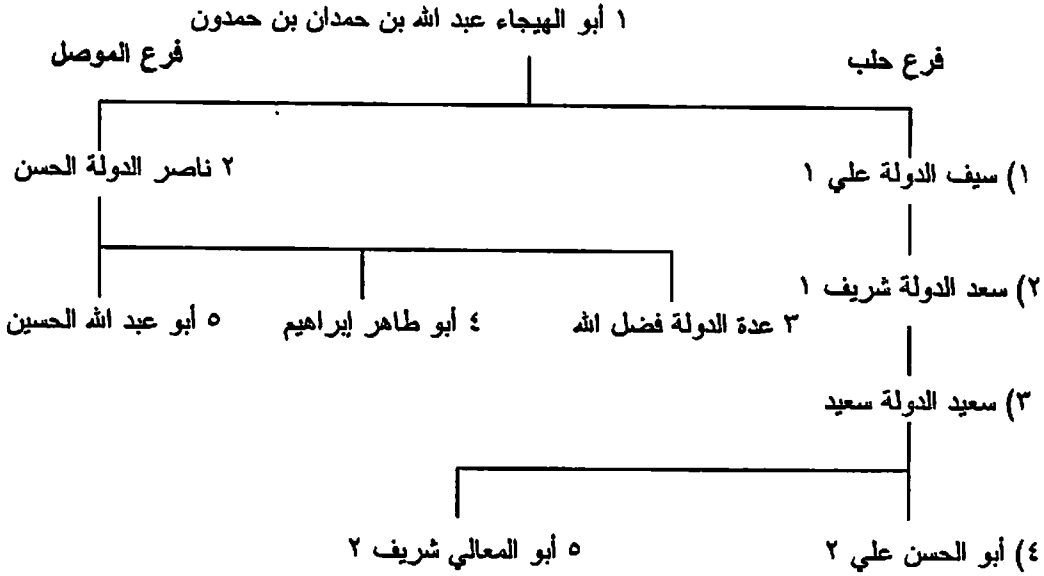 ١ أبو الهيجاء عبد الله بن حمدان بن حمدون
فرع حلب
فرع الموصل
١) سيف الدولة علي ١
٢ ناصر الدولة الحسن
٢) سعد الدولة شريف ١
٣ عدة الدولة فضل الله
٤ أبو طاهر إبراهيم
٥ أبو عبد الله الحسين
٣) سعيد الدولة سعيد
٤) أبو الحسن علي ٢
٥ أبو المعالي شريف ٢